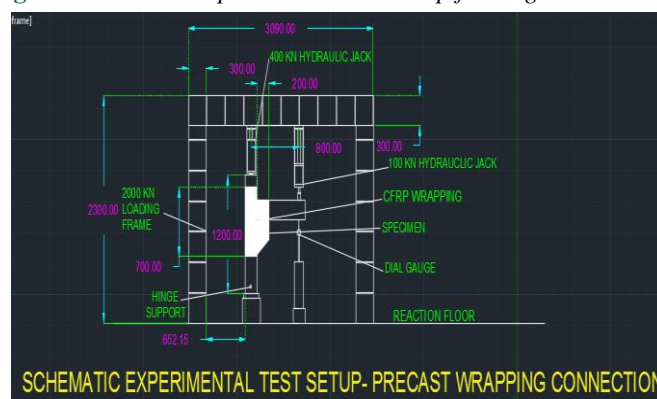 frame]
3090.00
400 KN HYDRAULIC JACK
300.00
200.00
800.00
300.00
100 KN HYDRAUCLIC JACK
2000 KN
LOADING
FRAME
2300.00
CFRP WRAPPING
SPECIMEN
1200.00
700.00
DIAL GAUGE
HINGE
SUPPORT
REACTION FLOOR
652.15
SCHEMATIC EXPERIMENTAL TEST SETUP- PRECAST WRAPPING CONNECTION